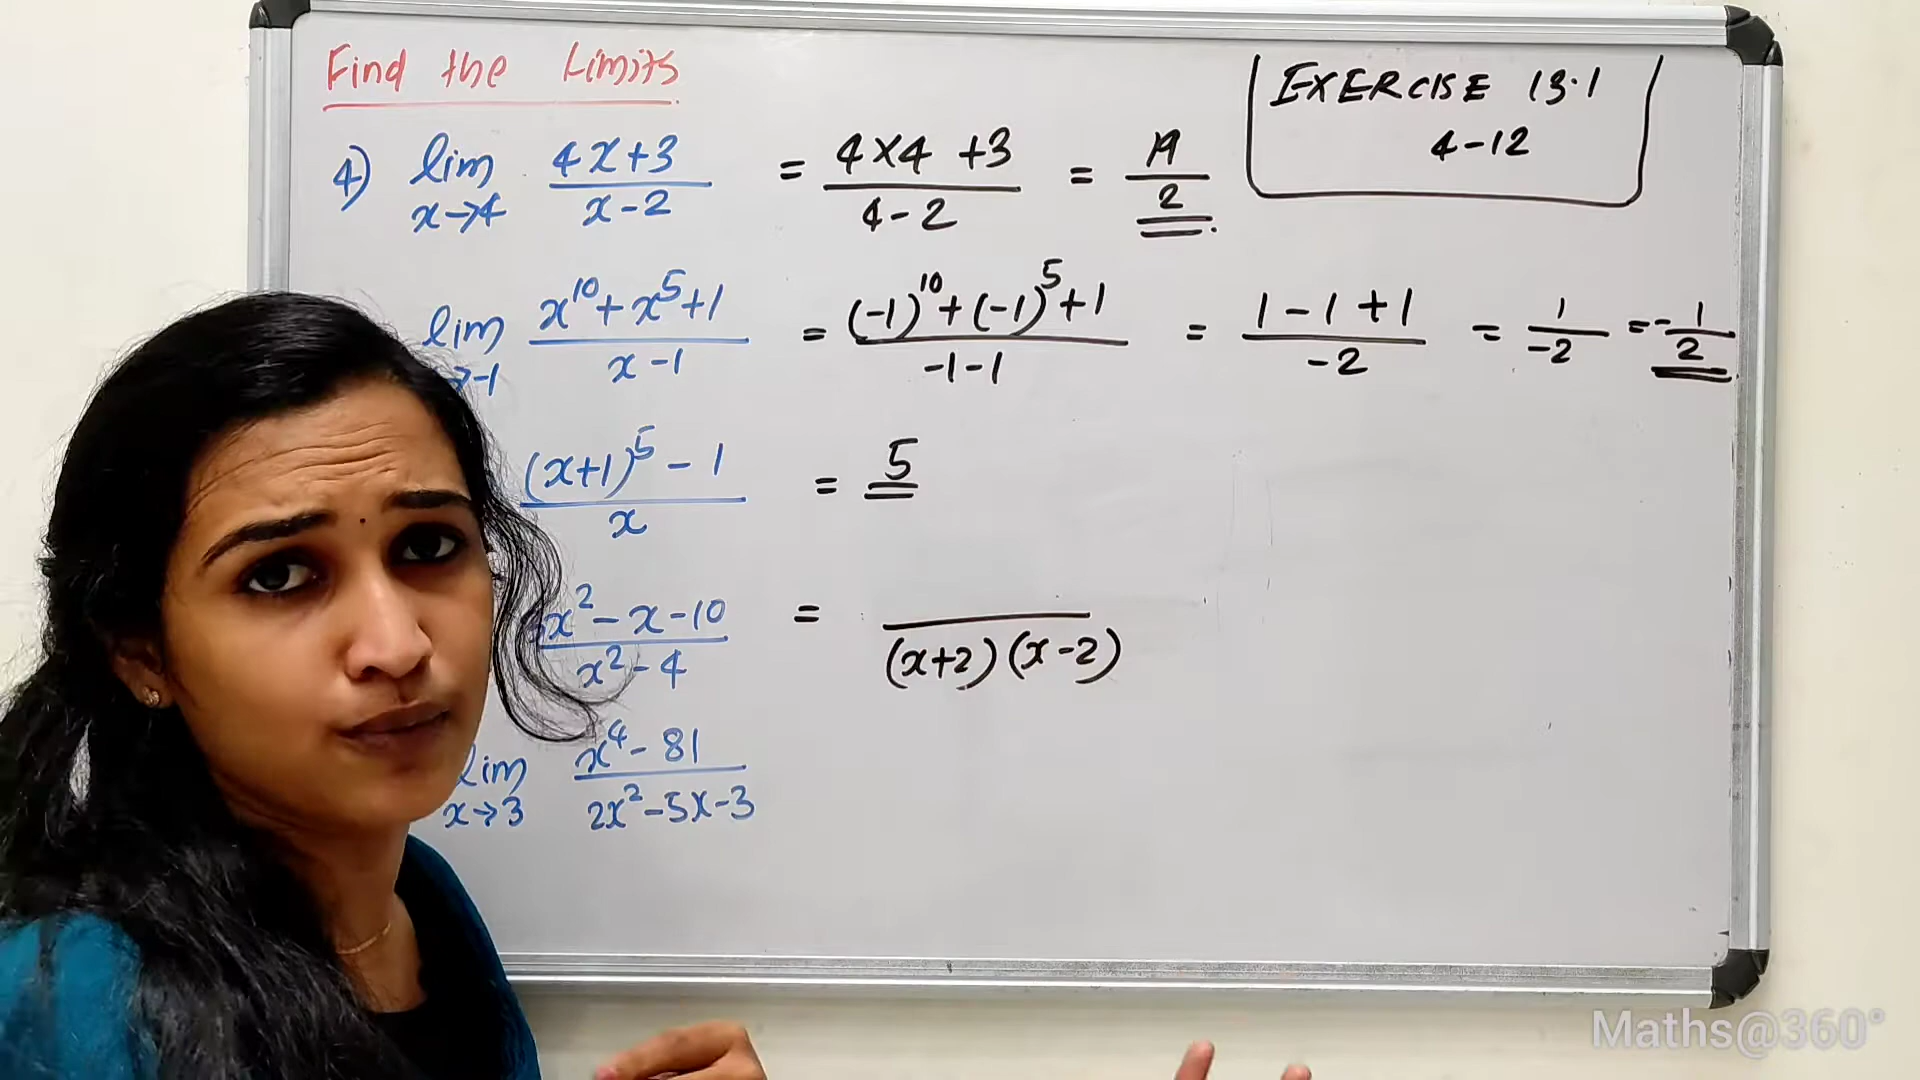 Find the Limits
EXERCISE 13.1
4-12
4) lim x→4 (4x+3)/(x-2) = (4×4+3)/(4-2) = 19/2
lim →-1 (x^10+x^5+1)/(x-1) = ((-1)^10+(-1)^5+1)/(-1-1) = (1-1+1)/(-2) = 1/(-2) = -1/2
((x+1)^5-1)/x = 5
x^2-x-10/(x^2-4) = /((x+2)(x-2))
lim x→3 (x^4-81)/(2x^2-5x-3)
Maths@360°